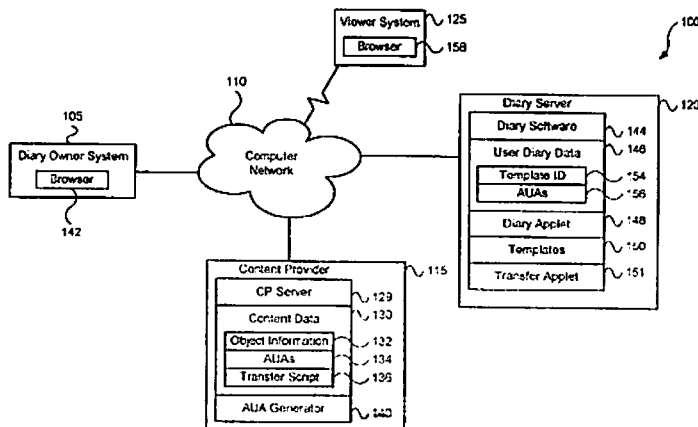 Viewer System
125
Browser
158
100
110
Diary Server
120
Diary Software
144
User Diary Data
146
Template ID
154
AUAs
156
Diary Applet
148
Templates
150
Transfer Applet
151
105
Diary Owner System
Browser
142
Computer
Network
Content Provider
115
CP Server
129
Content Data
130
Object Information
132
AUAs
134
Transfer Script
136
AUA Generator
140